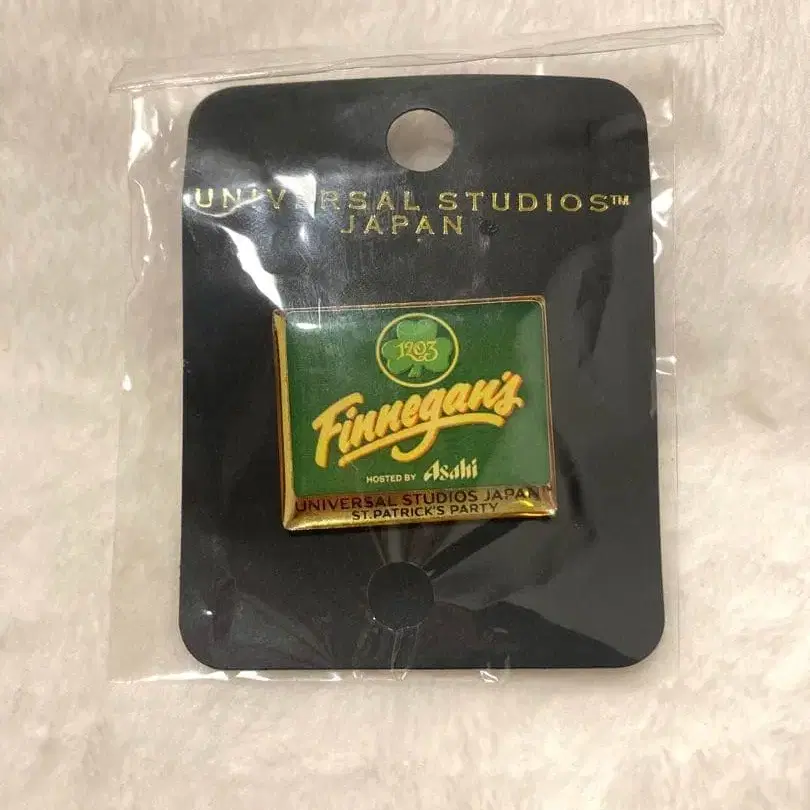 UNIVERSAL STUDIOS™
JAPAN
1203
Finnegan's
HOSTED BY Asahi
UNIVERSAL STUDIOS JAPAN
ST.PATRICK'S PARTY